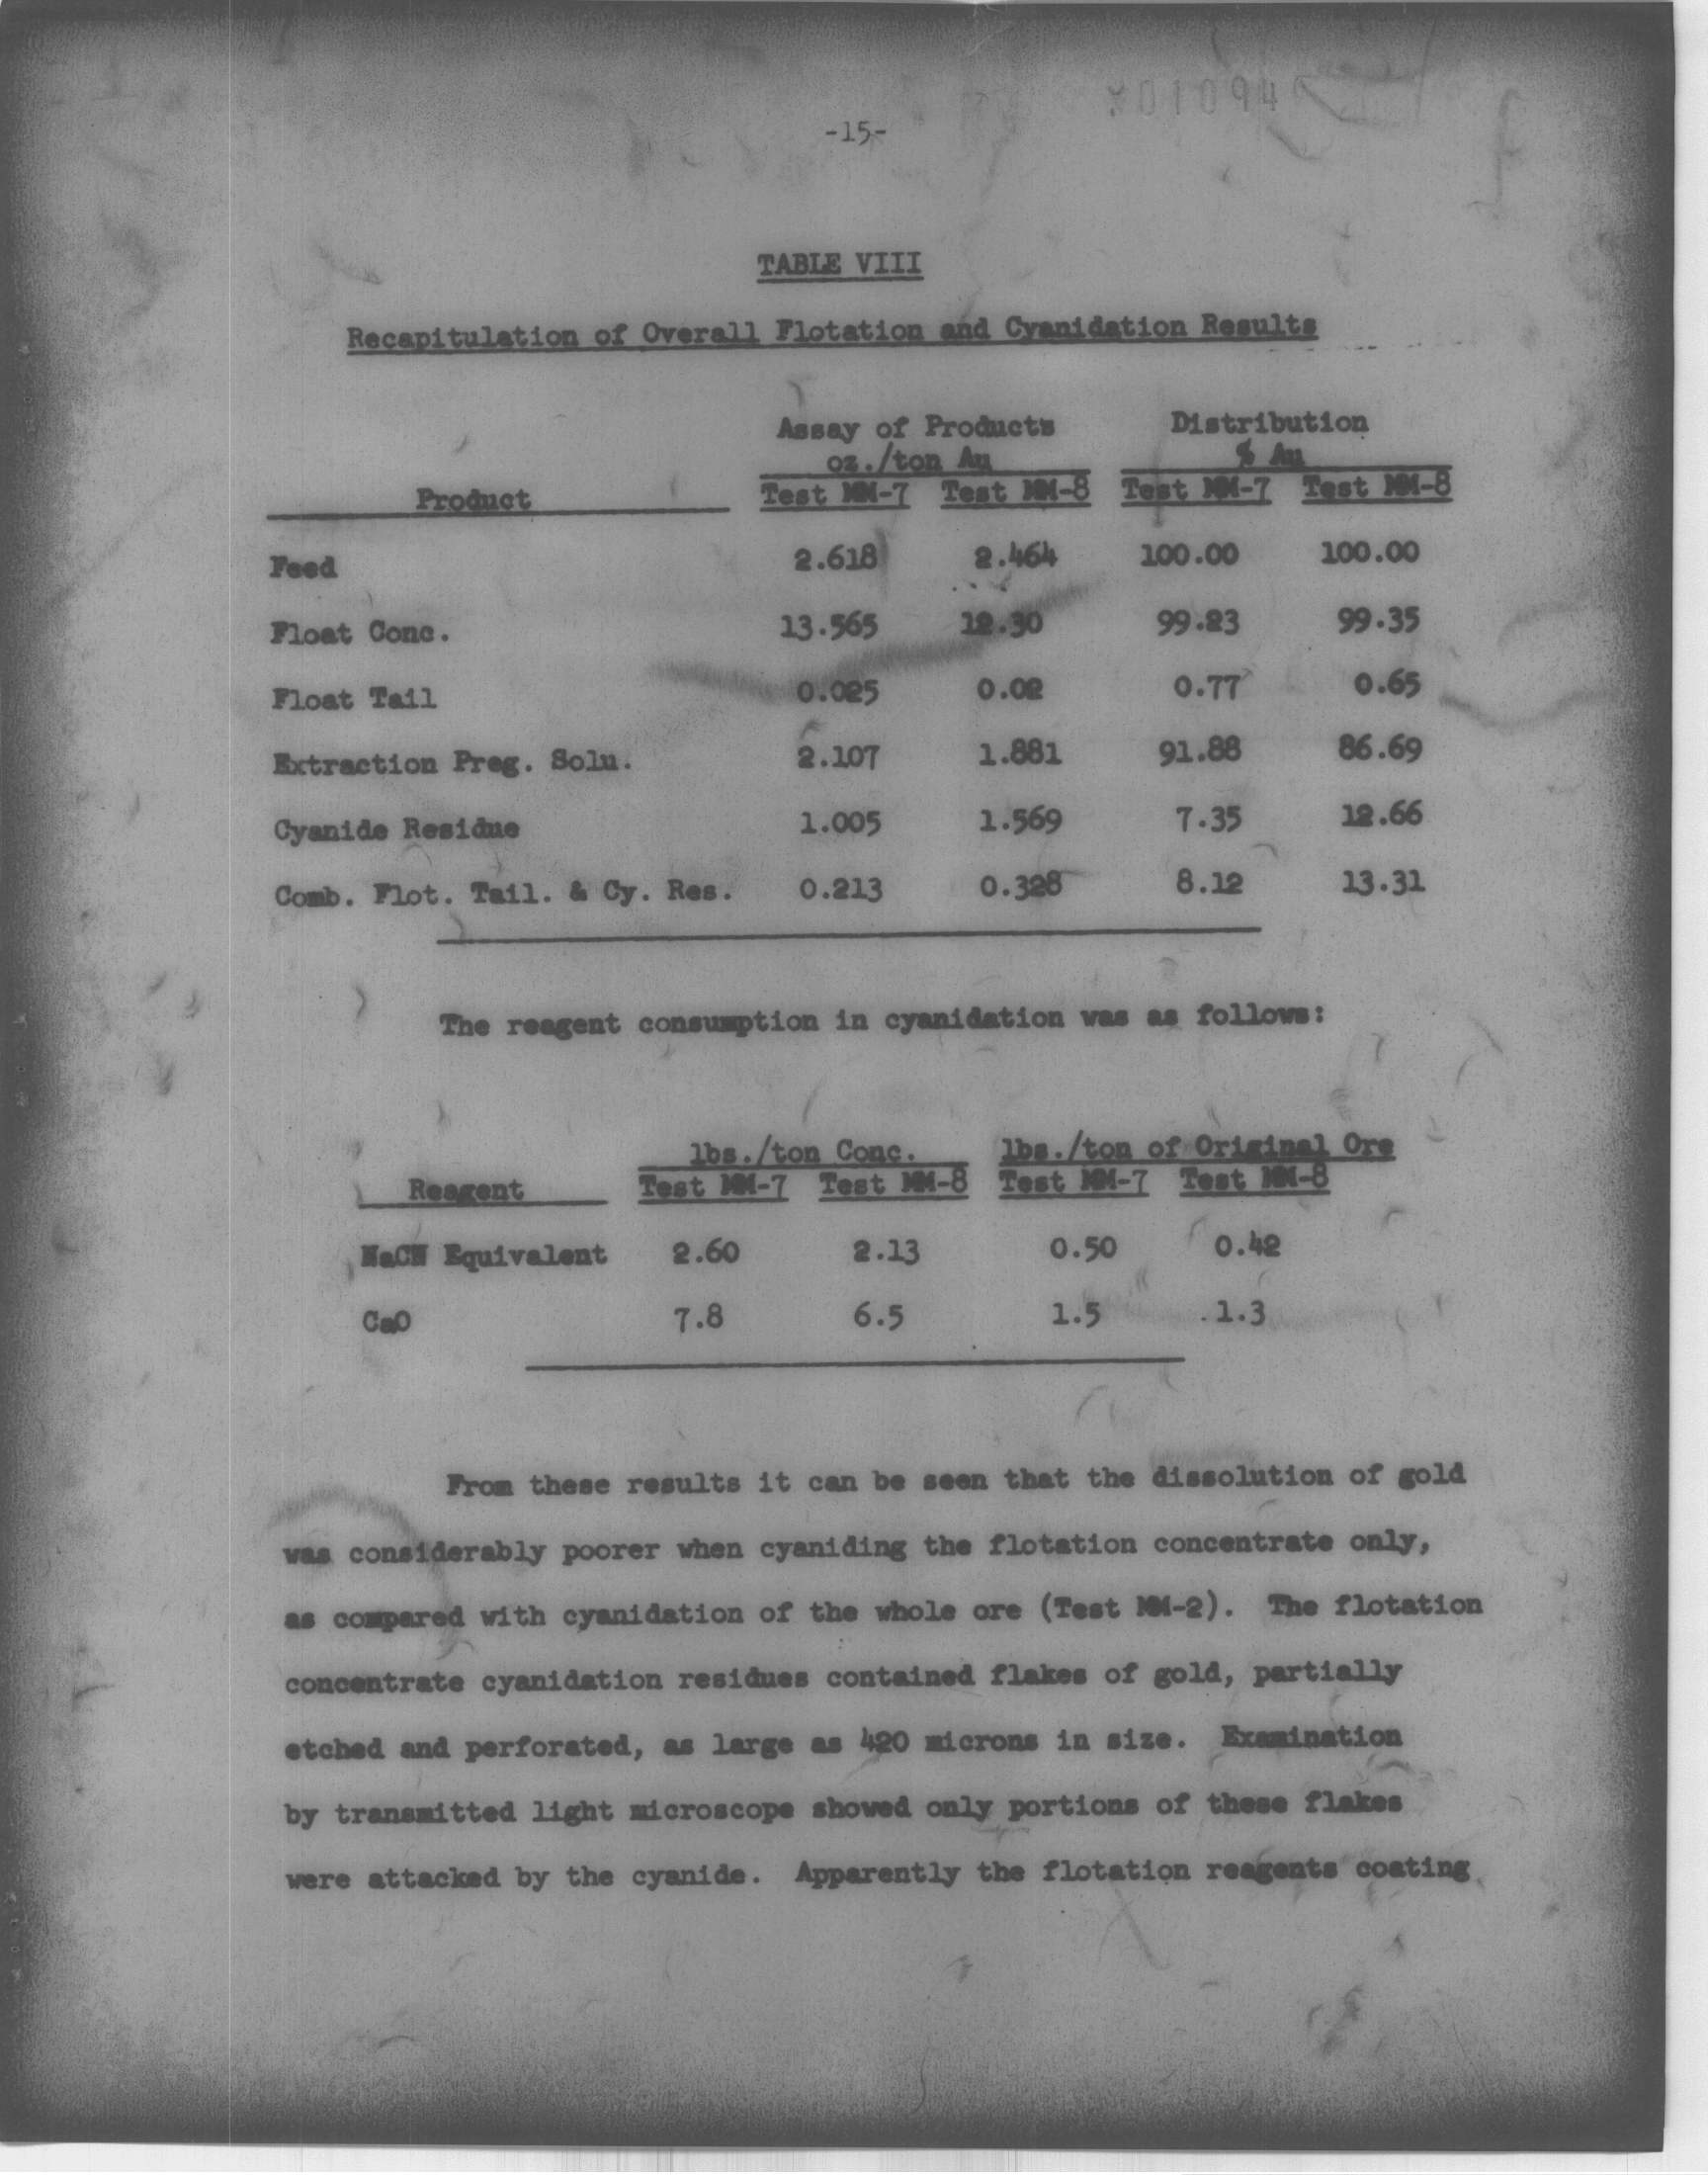 01094
-15-
TABLE VIII
Recapitulation of Overall Flotation and Cyanidation Results
Assay of Products Distribution
oz./ton Au % Au
Product Test MM-7 Test MM-8 Test MM-7 Test MM-8
Feed 2.618 2.464 100.00 100.00
Float Conc. 13.565 12.30 99.23 99.35
Float Tail 0.025 0.02 0.77 0.65
Extraction Preg. Solu. 2.107 1.881 91.88 86.69
Cyanide Residue 1.005 1.569 7.35 12.66
Comb. Flot. Tail. & Cy. Res. 0.213 0.328 8.12 13.31
The reagent consumption in cyanidation was as follows:
lbs./ton Conc. lbs./ton of Original Ore
Reagent Test MM-7 Test MM-8 Test MM-7 Test MM-8
NaCN Equivalent 2.60 2.13 0.50 0.42
CaO 7.8 6.5 1.5 1.3
From these results it can be seen that the dissolution of gold
was considerably poorer when cyaniding the flotation concentrate only,
as compared with cyanidation of the whole ore (Test MM-2). The flotation
concentrate cyanidation residues contained flakes of gold, partially
etched and perforated, as large as 420 microns in size. Examination
by transmitted light microscope showed only portions of these flakes
were attacked by the cyanide. Apparently the flotation reagents coating